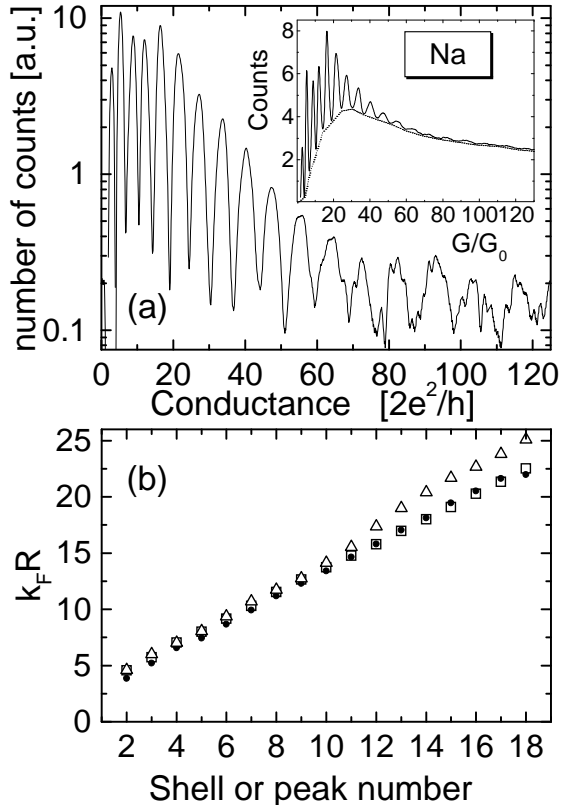 10
1
0.1
number of counts [a.u.]
(a)
0 20 40 60 80 100 120
Conductance [2e²/h]
8
6
4
2
Counts
Na
20 40 60 80 100 120
G/G₀
25
20
15
10
5
0
k_FR
(b)
2 4 6 8 10 12 14 16 18
Shell or peak number